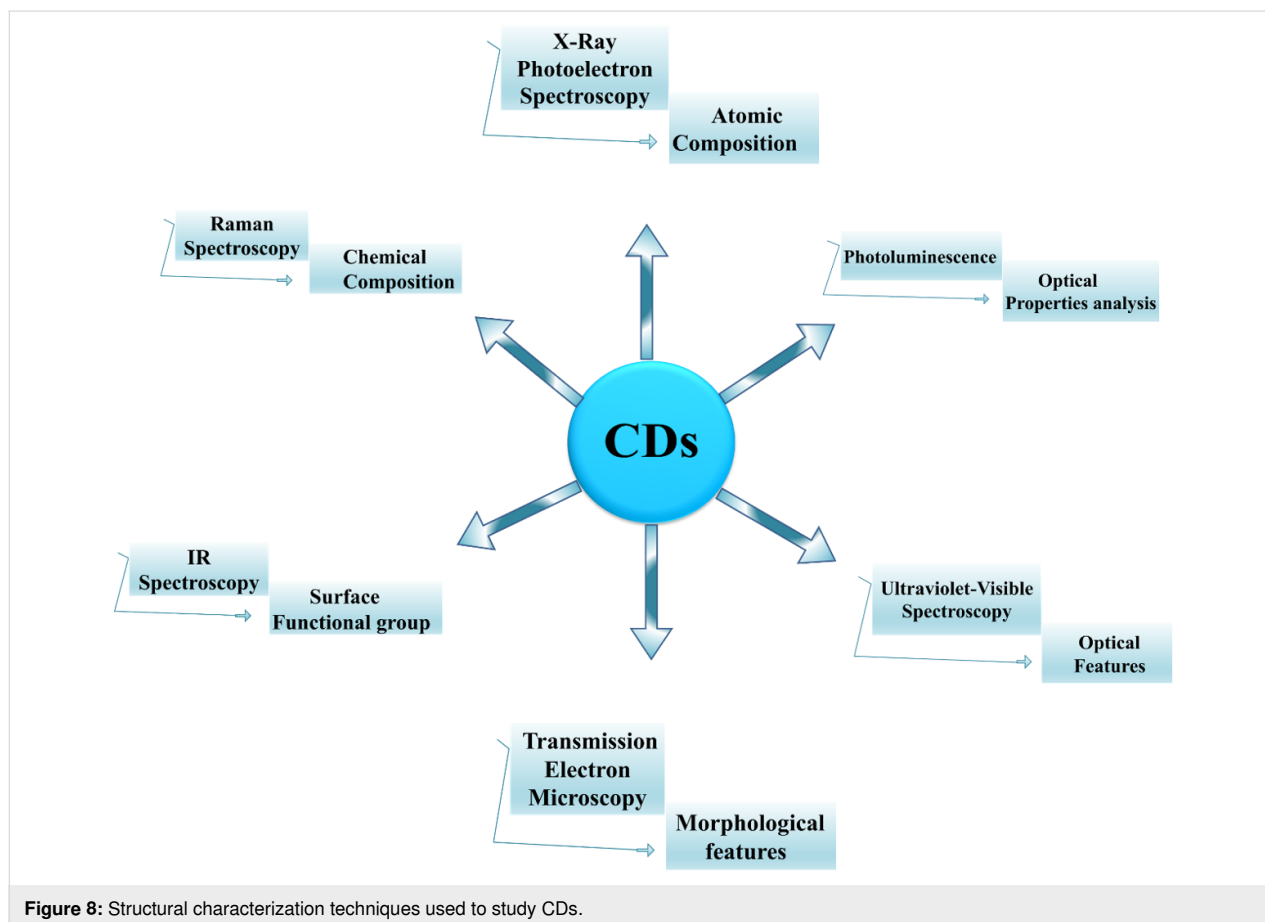 X-Ray
Photoelectron
Spectroscopy
Atomic
Composition
Raman
Spectroscopy
Chemical
Composition
Photoluminescence
Optical
Properties analysis
CDs
IR
Spectroscopy
Surface
Functional group
Ultraviolet-Visible
Spectroscopy
Optical
Features
Transmission
Electron
Microscopy
Morphological
features
Figure 8: Structural characterization techniques used to study CDs.